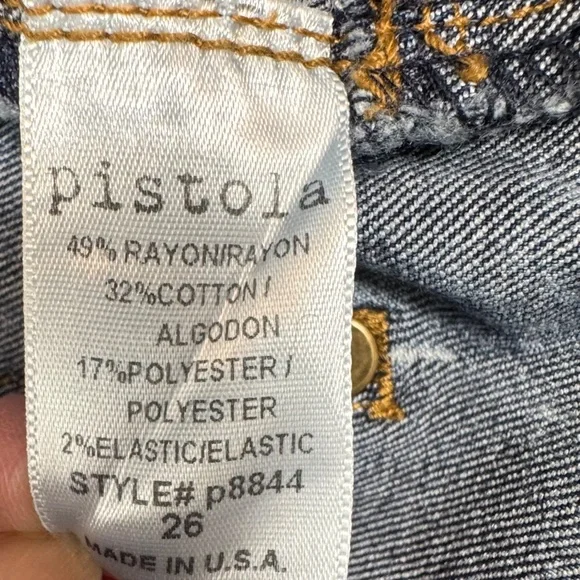 pistola
49% RAYON/RAYON
32%COTTON/
ALGODON
17%POLYESTER/
POLYESTER
2%ELASTIC/ELASTIC
STYLE# p8844
26
MADE IN U.S.A.